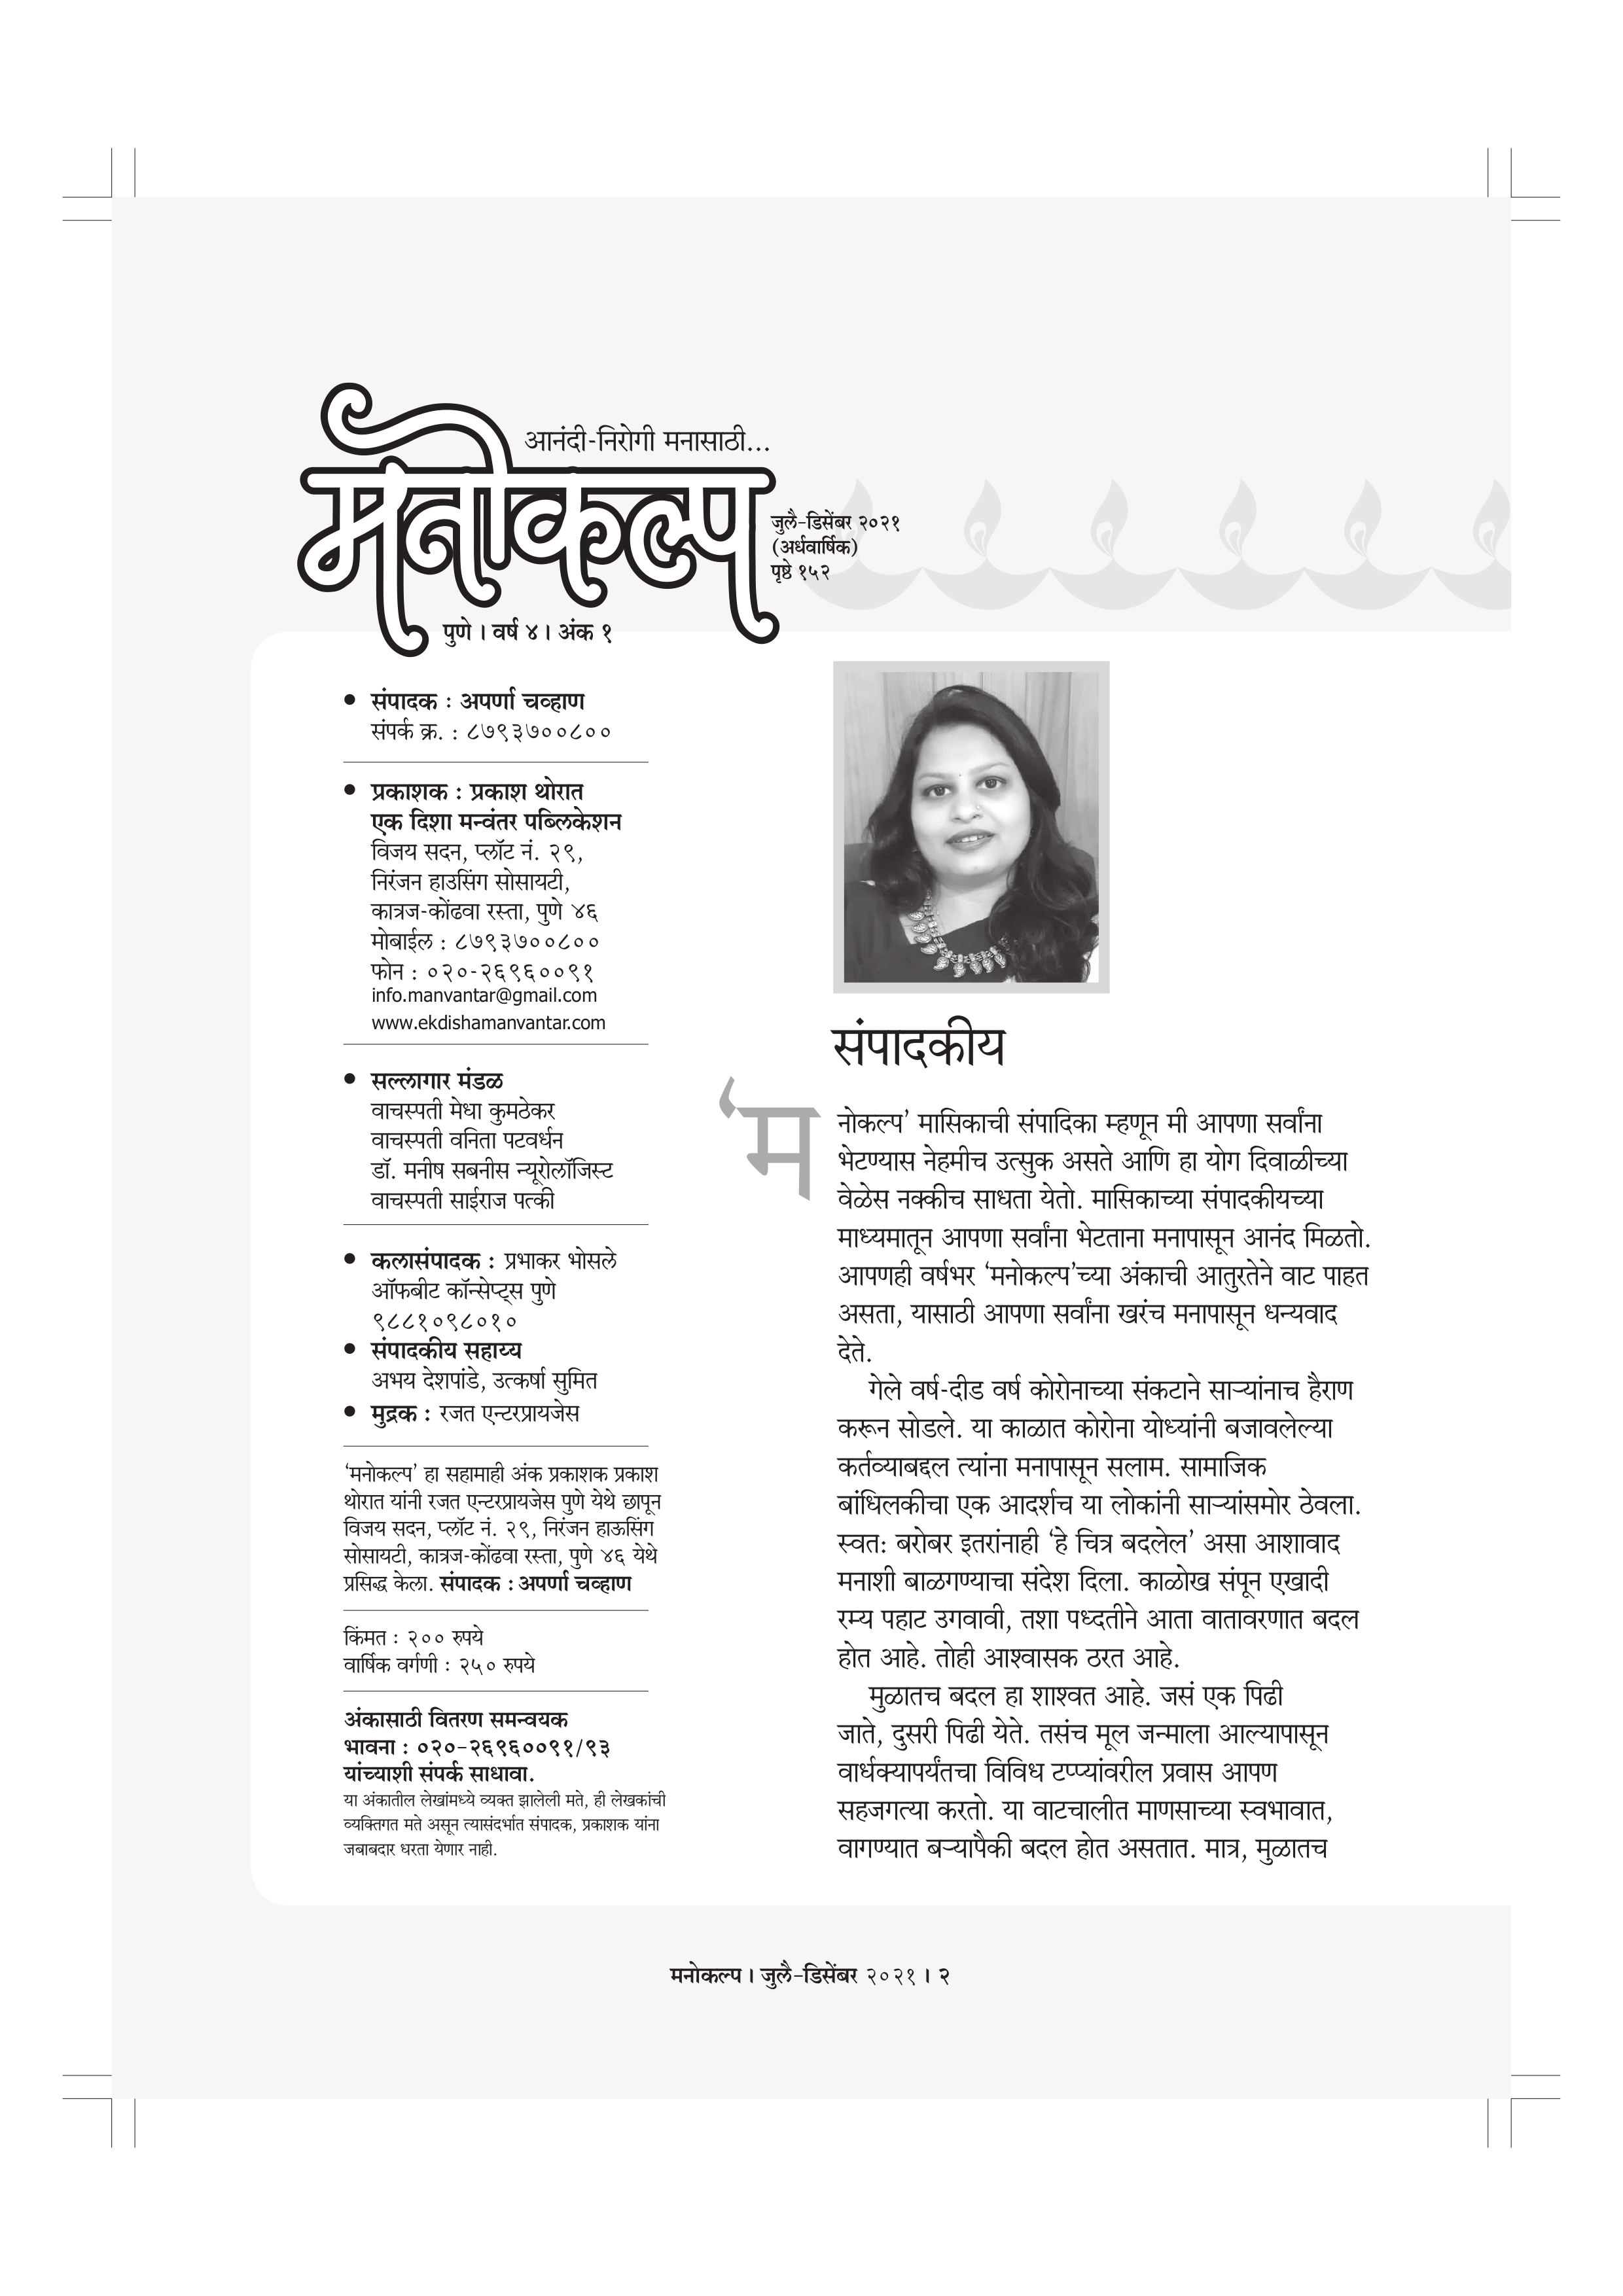 आनंदी-निरोगी मनासाठी...
मनोकल्प
जुलै-डिसेंबर २०२१
(अर्धवार्षिक)
पृष्ठे १५२
पुणे । वर्ष ४ । अंक १
• संपादक : अपर्णा चव्हाण
संपर्क क्र. : ८७९३७००८००
• प्रकाशक : प्रकाश थोरात
एक दिशा मन्वंतर पब्लिकेशन
विजय सदन, प्लॉट नं. २९,
निरंजन हाउसिंग सोसायटी,
कात्रज-कोंढवा रस्ता, पुणे ४६
मोबाईल : ८७९३७००८००
फोन : ०२०-२६९६००९१
info.manvantar@gmail.com
www.ekdishamanvantar.com
• सल्लागार मंडळ
वाचस्पती मेधा कुमठेकर
वाचस्पती वनिता पटवर्धन
डॉ. मनीष सबनीस न्यूरोलॉजिस्ट
वाचस्पती साईराज पत्की
• कलासंपादक : प्रभाकर भोसले
ऑफबीट कॉन्सेप्ट्स पुणे
९८८१०९८०१०
• संपादकीय सहाय्य
अभय देशपांडे, उत्कर्षा सुमित
• मुद्रक : रजत एन्टरप्रायजेस
‘मनोकल्प’ हा सहामाही अंक प्रकाशक प्रकाश
थोरात यांनी रजत एन्टरप्रायजेस पुणे येथे छापून
विजय सदन, प्लॉट नं. २९, निरंजन हाऊसिंग
सोसायटी, कात्रज-कोंढवा रस्ता, पुणे ४६ येथे
प्रसिद्ध केला. संपादक : अपर्णा चव्हाण
किंमत : २०० रुपये
वार्षिक वर्गणी : २५० रुपये
अंकासाठी वितरण समन्वयक
भावना : ०२०-२६९६००९१/९३
यांच्याशी संपर्क साधावा.
या अंकातील लेखांमध्ये व्यक्त झालेली मते, ही लेखकांची
व्यक्तिगत मते असून त्यासंदर्भात संपादक, प्रकाशक यांना
जबाबदार धरता येणार नाही.
संपादकीय
‘मनोकल्प’ मासिकाची संपादिका म्हणून मी आपणा सर्वांना
भेटण्यास नेहमीच उत्सुक असते आणि हा योग दिवाळीच्या
वेळेस नक्कीच साधता येतो. मासिकाच्या संपादकीयच्या
माध्यमातून आपणा सर्वांना भेटताना मनापासून आनंद मिळतो.
आपणही वर्षभर ‘मनोकल्प’च्या अंकाची आतुरतेने वाट पाहत
असता, यासाठी आपणा सर्वांना खरंच मनापासून धन्यवाद
देते.
गेले वर्ष-दीड वर्ष कोरोनाच्या संकटाने साऱ्यांनाच हैराण
करून सोडले. या काळात कोरोना योध्यांनी बजावलेल्या
कर्तव्याबद्दल त्यांना मनापासून सलाम. सामाजिक
बांधिलकीचा एक आदर्शच या लोकांनी साऱ्यांसमोर ठेवला.
स्वत: बरोबर इतरांनाही ‘हे चित्र बदलेल’ असा आशावाद
मनाशी बाळगण्याचा संदेश दिला. काळोख संपून एखादी
रम्य पहाट उगवावी, तशा पध्दतीने आता वातावरणात बदल
होत आहे. तोही आश्वासक ठरत आहे.
मुळातच बदल हा शाश्वत आहे. जसं एक पिढी
जाते, दुसरी पिढी येते. तसंच मूल जन्माला आल्यापासून
वार्धक्यापर्यंतचा विविध टप्प्यांवरील प्रवास आपण
सहजगत्या करतो. या वाटचालीत माणसाच्या स्वभावात,
वागण्यात बऱ्यापैकी बदल होत असतात. मात्र, मुळातच
मनोकल्प । जुलै-डिसेंबर २०२१ । २